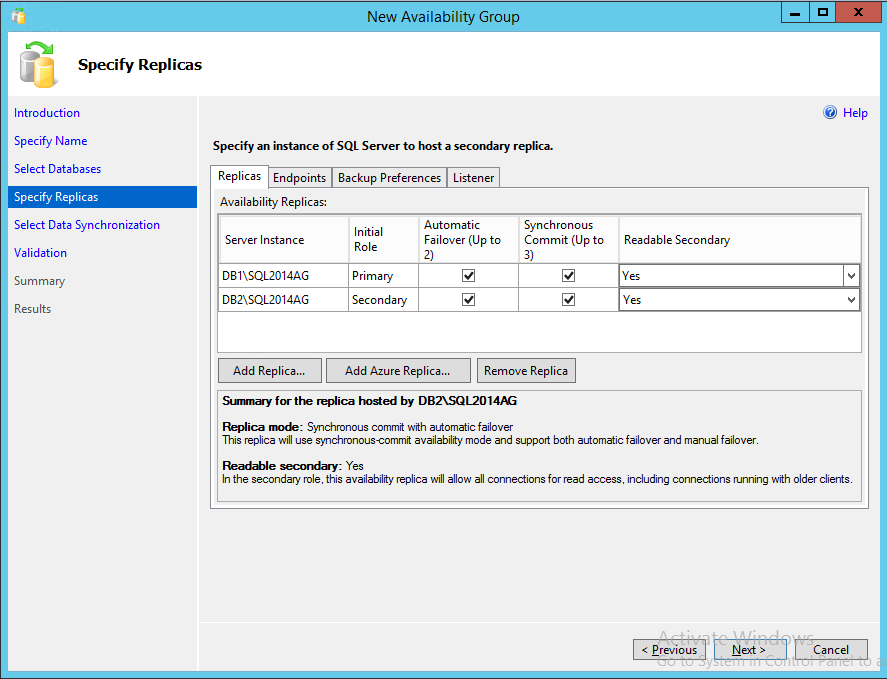 New Availability Group
Specify Replicas
Introduction
Specify Name
Select Databases
Specify Replicas
Select Data Synchronization
Validation
Summary
Results
Help
Specify an instance of SQL Server to host a secondary replica.
Replicas Endpoints Backup Preferences Listener
Availability Replicas:
Server Instance
Initial
Role
Automatic
Failover (Up to
2)
Synchronous
Commit (Up to
3)
Readable Secondary
DB1\SQL2014AG Primary Yes
DB2\SQL2014AG Secondary Yes
Add Replica... Add Azure Replica... Remove Replica
Summary for the replica hosted by DB2\SQL2014AG
Replica mode: Synchronous commit with automatic failover
This replica will use synchronous-commit availability mode and support both automatic failover and manual failover.
Readable secondary: Yes
In the secondary role, this availability replica will allow all connections for read access, including connections running with older clients.
Activate Windows
Go to System in Control Panel to a
< Previous Next > Cancel